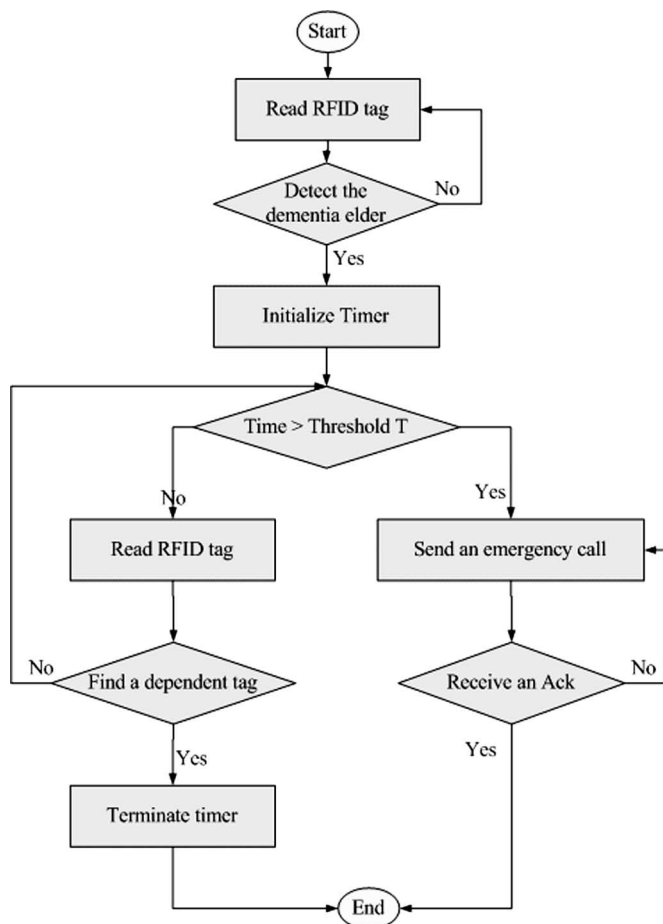 Start
Read RFID tag
Detect the
dementia elder
No
Yes
Initialize Timer
Time > Threshold T
No
Yes
Read RFID tag
Send an emergency call
No
Find a dependent tag
Receive an Ack
No
Yes
Yes
Terminate timer
End